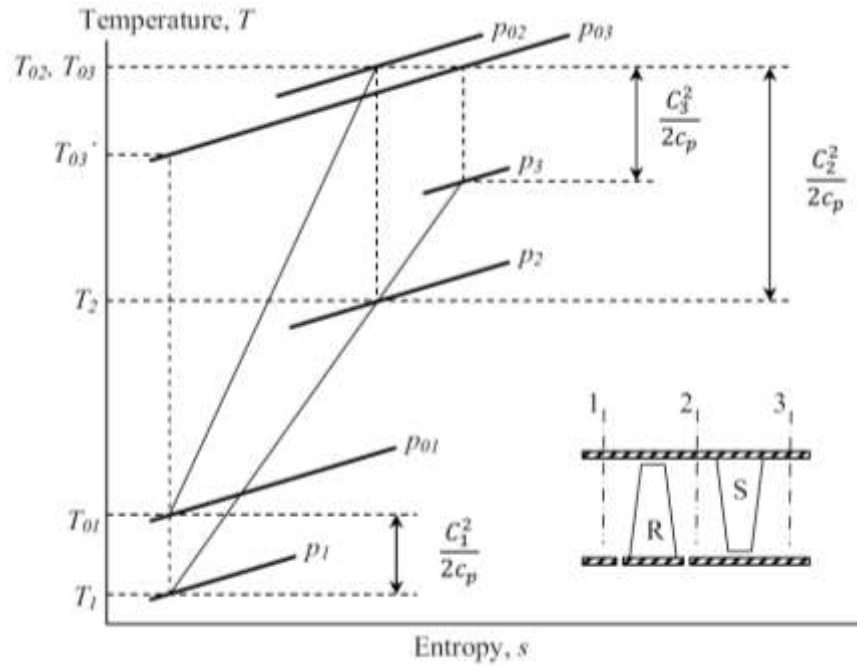 Temperature, T
p02
p03
T02, T03
C3²/2cp
T03'
p3
C2²/2cp
p2
T2
1 2 3
p01
S
T01
C1²/2cp
R
p1
T1
Entropy, s